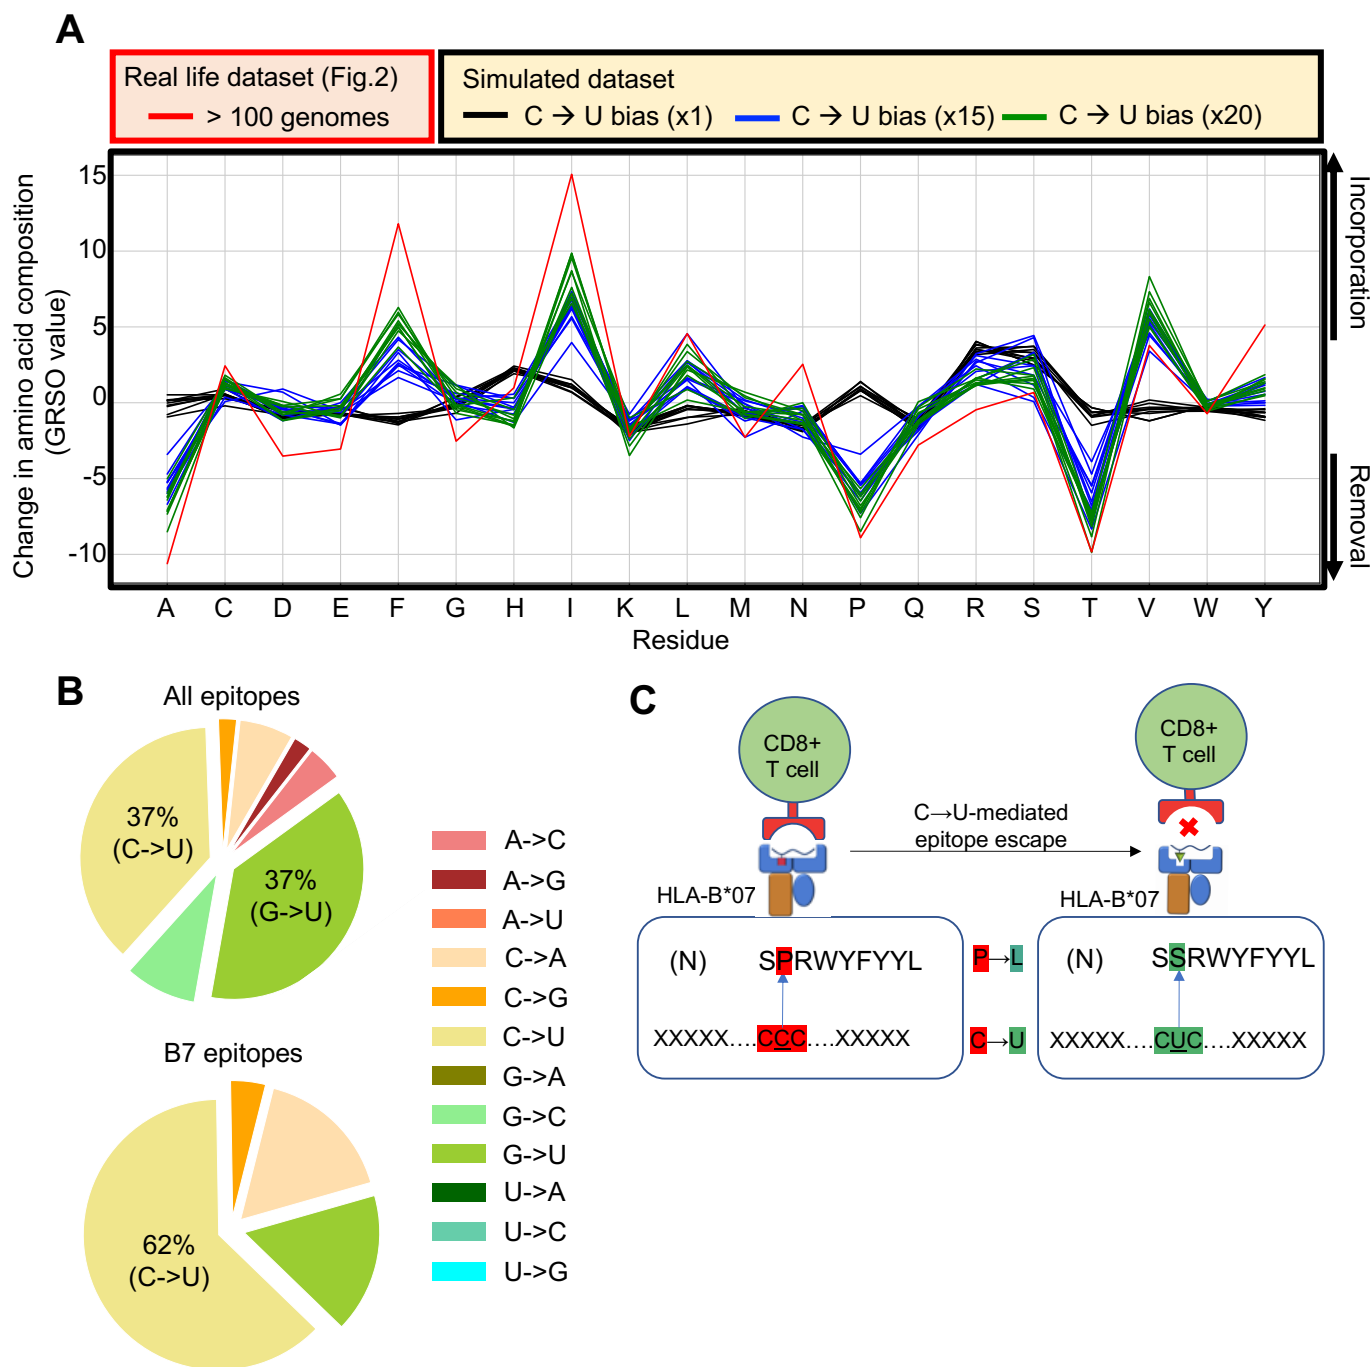 A
Real life dataset (Fig.2)
> 100 genomes
Simulated dataset
C → U bias (x1)
C → U bias (x15)
C → U bias (x20)
Change in amino acid composition
(GRSO value)
15
10
5
0
-5
-10
Incorporation
Removal
A C D E F G H I K L M N P Q R S T V W Y
Residue
B
All epitopes
37%
(C->U)
37%
(G->U)
B7 epitopes
62%
(C->U)
A->C
A->G
A->U
C->A
C->G
C->U
G->A
G->C
G->U
U->A
U->C
U->G
C
CD8+
T cell
HLA-B*07
C→U-mediated
epitope escape
CD8+
T cell
HLA-B*07
(N) SPRWYFYYL
XXXXX....CCC....XXXXX
P→L
C→U
(N) SSRWYFYYL
XXXXX....CUC....XXXXX